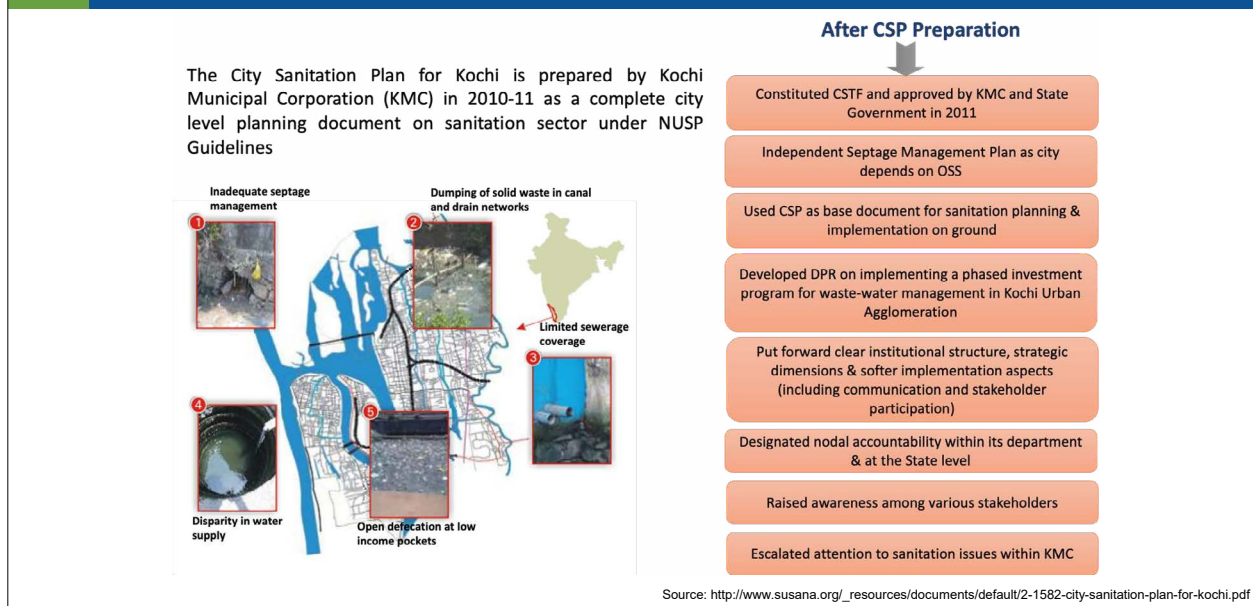 The City Sanitation Plan for Kochi is prepared by Kochi
Municipal Corporation (KMC) in 2010-11 as a complete city
level planning document on sanitation sector under NUSP
Guidelines
Inadequate septage
management
1
Dumping of solid waste in canal
and drain networks
2
Limited sewerage
coverage
3
4
Disparity in water
supply
5
Open defecation at low
income pockets
After CSP Preparation
Constituted CSTF and approved by KMC and State
Government in 2011
Independent Septage Management Plan as city
depends on OSS
Used CSP as base document for sanitation planning &
implementation on ground
Developed DPR on implementing a phased investment
program for waste-water management in Kochi Urban
Agglomeration
Put forward clear institutional structure, strategic
dimensions & softer implementation aspects
(including communication and stakeholder
participation)
Designated nodal accountability within its department
& at the State level
Raised awareness among various stakeholders
Escalated attention to sanitation issues within KMC
Source: http://www.susana.org/_resources/documents/default/2-1582-city-sanitation-plan-for-kochi.pdf